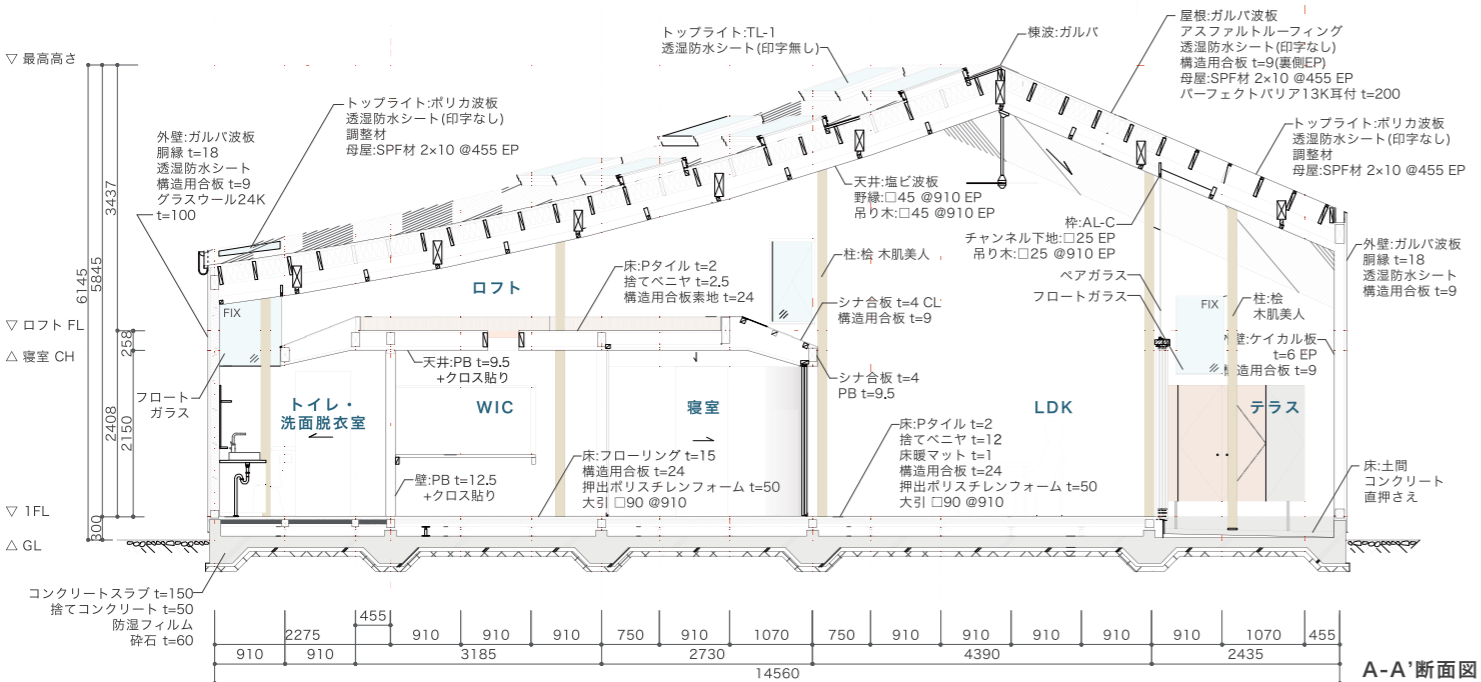 トップライト:TL-1
透湿防水シート(印字無し)
棟波:ガルバ
屋根:ガルバ波板
アスファルトルーフィング
透湿防水シート(印字なし)
構造用合板 t=9(裏側EP)
母屋:SPF材 2×10 @455 EP
パーフェクトバリア13K耳付 t=200
▽ 最高高さ
トップライト:ポリカ波板
透湿防水シート(印字なし)
調整材
母屋:SPF材 2×10 @455 EP
外壁:ガルバ波板
胴縁 t=18
透湿防水シート
構造用合板 t=9
グラスウール24K
t=100
トップライト:ポリカ波板
透湿防水シート(印字なし)
調整材
母屋:SPF材 2×10 @455 EP
天井:塩ビ波板
野縁:□45 @910 EP
吊り木:□45 @910 EP
枠:AL-C
チャンネル下地:□25 EP
吊り木:□25 @910 EP
ペアガラス
フロートガラス
外壁:ガルバ波板
胴縁 t=18
透湿防水シート
構造用合板 t=9
柱:桧 木肌美人
床:Pタイル t=2
捨てベニヤ t=2.5
構造用合板素地 t=24
ロフト
シナ合板 t=4 CL
構造用合板 t=9
FIX
FIX
柱:桧
木肌美人
壁:ケイカル板
t=6 EP
構造用合板 t=9
3437
5845
6145
▽ ロフト FL
258
△ 寝室 CH
天井:PB t=9.5
+クロス貼り
シナ合板 t=4
PB t=9.5
フロート
ガラス
トイレ・
洗面脱衣室
WIC
寝室
LDK
テラス
2408
2150
床:フローリング t=15
構造用合板 t=24
押出ポリスチレンフォーム t=50
大引 □90 @910
床:Pタイル t=2
捨てベニヤ t=12
床暖マット t=1
構造用合板 t=24
押出ポリスチレンフォーム t=50
大引 □90 @910
壁:PB t=12.5
+クロス貼り
床:土間
コンクリート
直押さえ
▽ 1FL
300
△ GL
コンクリートスラブ t=150
捨てコンクリート t=50
防湿フィルム
砕石 t=60
455
2275 910 910 910 750 910 1070 750 910 910 910 910 910 1070 455
910 910 3185 2730 4390 2435
14560
A-A'断面図